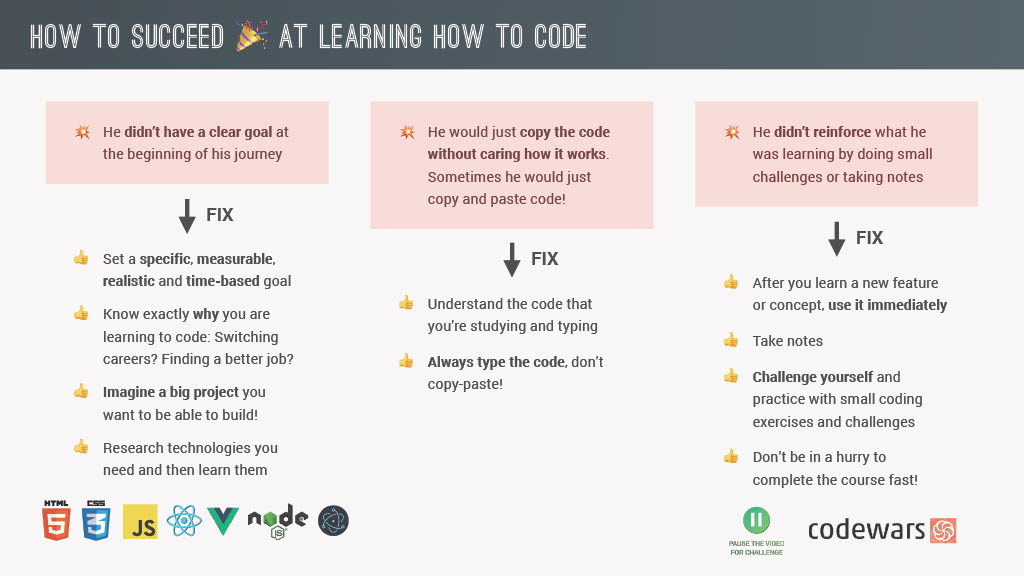 HOW TO SUCCEED 🎉 AT LEARNING HOW TO CODE
He didn't have a clear goal at
the beginning of his journey
FIX
Set a specific, measurable,
realistic and time-based goal
Know exactly why you are
learning to code: Switching
careers? Finding a better job?
Imagine a big project you
want to be able to build!
Research technologies you
need and then learn them
HTML
5
CSS
3
JS
node
JS
He would just copy the code
without caring how it works.
Sometimes he would just
copy and paste code!
FIX
Understand the code that
you're studying and typing
Always type the code, don't
copy-paste!
He didn't reinforce what he
was learning by doing small
challenges or taking notes
FIX
After you learn a new feature
or concept, use it immediately
Take notes
Challenge yourself and
practice with small coding
exercises and challenges
Don't be in a hurry to
complete the course fast!
PAUSE THE VIDEO
FOR CHALLENGE
codewars